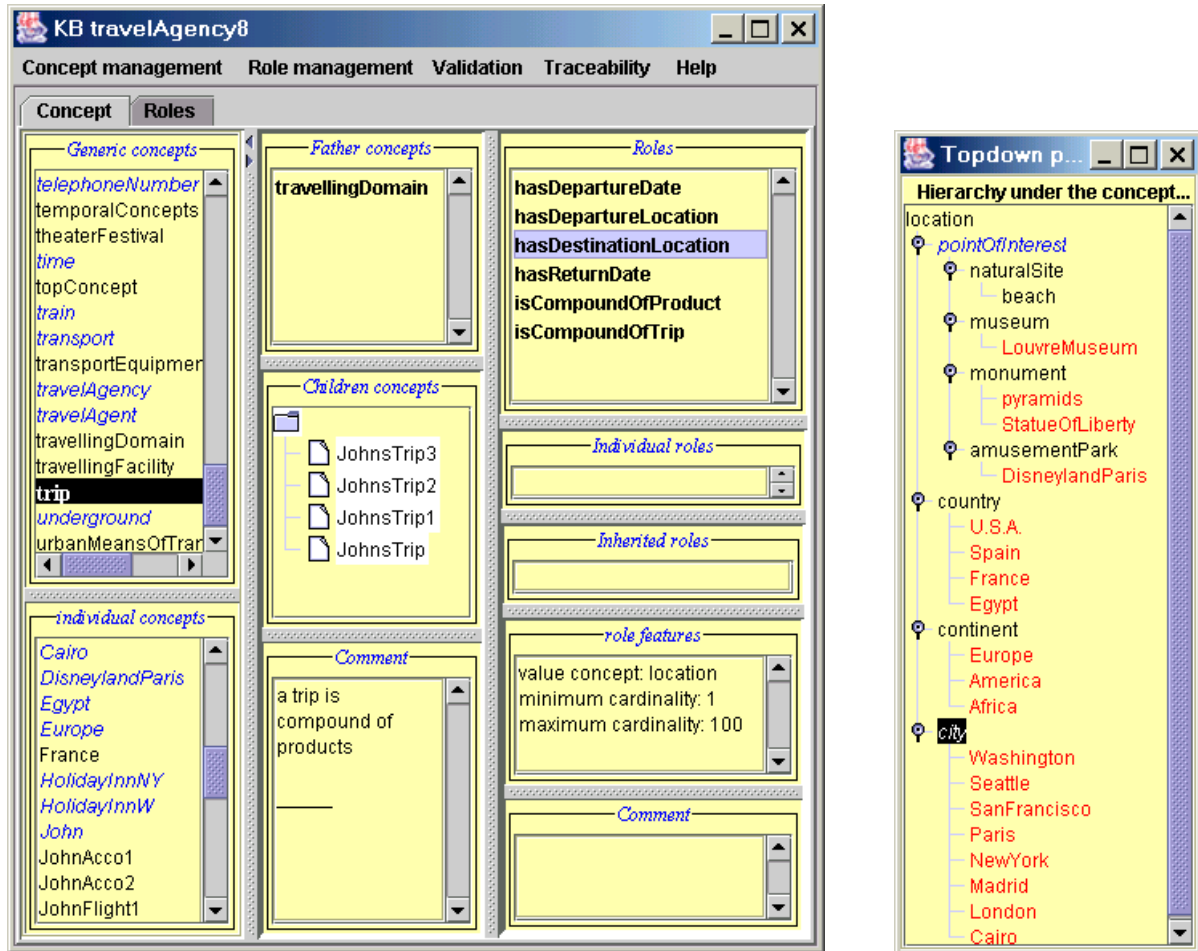 KB travelAgency8
Concept management Role management Validation Traceability Help
Concept Roles
Generic concepts
telephoneNumber
temporalConcepts
theaterFestival
time
topConcept
train
transport
transportEquipmer
travelAgency
travelAgent
travellingDomain
travellingFacility
trip
underground
urbanMeansOfTrar
individual concepts
Cairo
DisneylandParis
Egypt
Europe
France
HolidayInnNY
HolidayInnW
John
JohnAcco1
JohnAcco2
JohnFlight1
Father concepts
travellingDomain
Children concepts
JohnsTrip3
JohnsTrip2
JohnsTrip1
JohnsTrip
Comment
a trip is
compound of
products
Roles
hasDepartureDate
hasDepartureLocation
hasDestinationLocation
hasReturnDate
isCompoundOfProduct
isCompoundOfTrip
Individual roles
Inherited roles
role features
value concept: location
minimum cardinality: 1
maximum cardinality: 100
Comment
Topdown p...
Hierarchy under the concept...
location
pointOfInterest
naturalSite
beach
museum
LouvreMuseum
monument
pyramids
StatueOfLiberty
amusementPark
DisneylandParis
country
U.S.A.
Spain
France
Egypt
continent
Europe
America
Africa
city
Washington
Seattle
SanFrancisco
Paris
NewYork
Madrid
London
Cairo